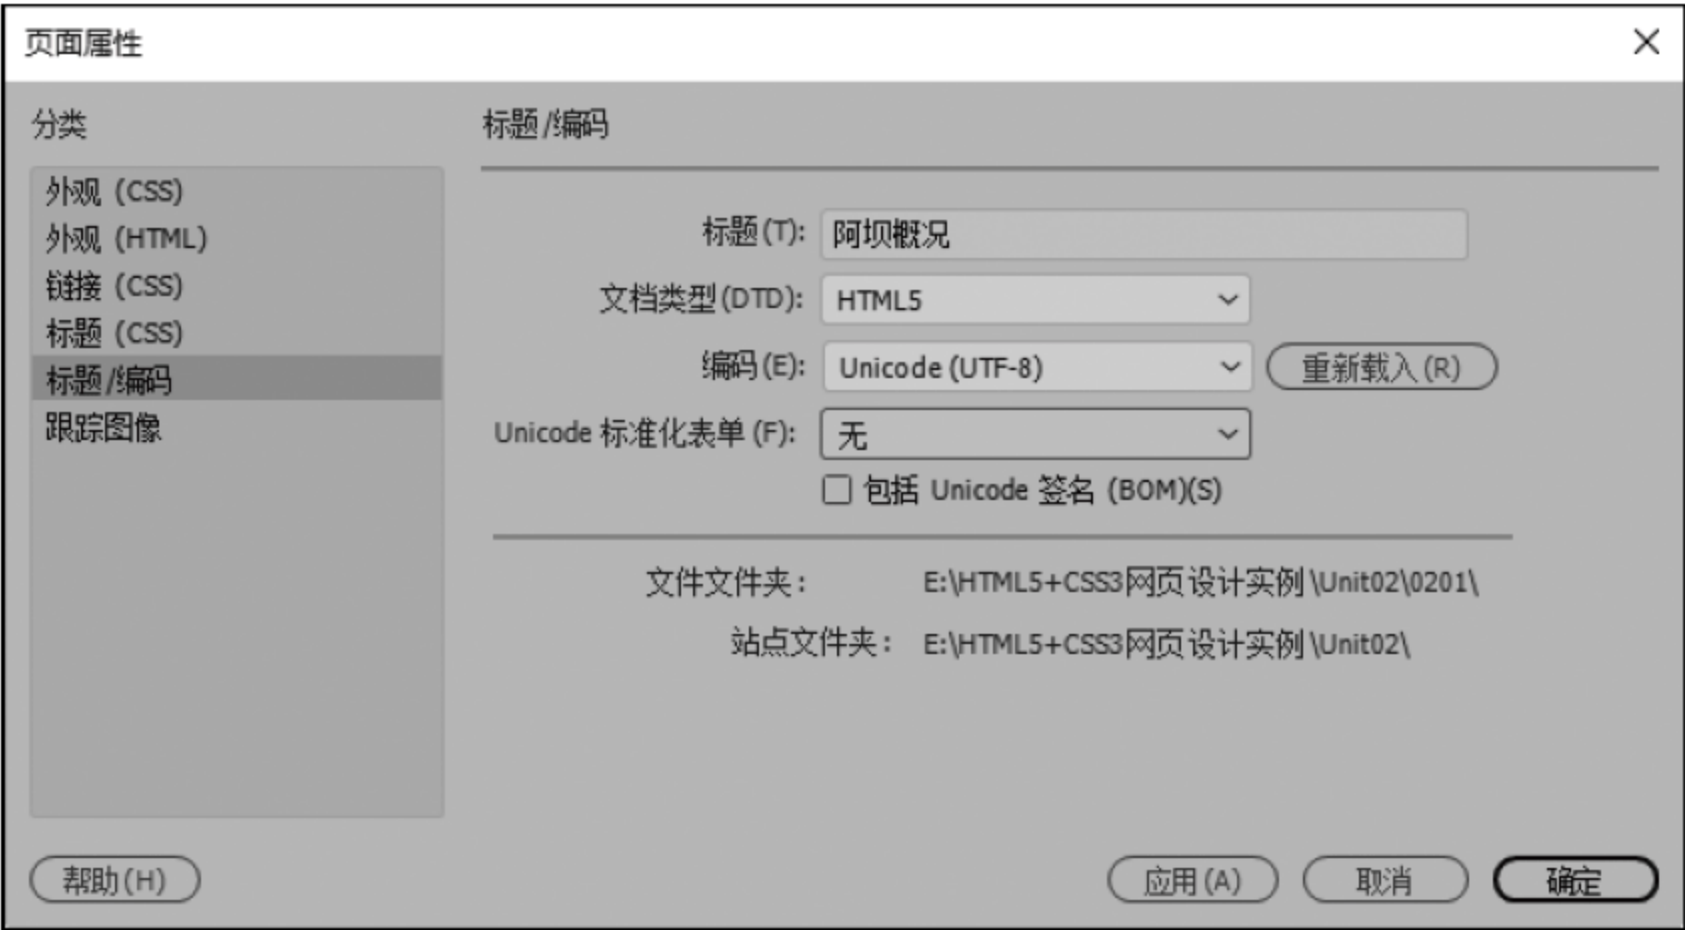 页面属性
分类
外观 (CSS)
外观 (HTML)
链接 (CSS)
标题 (CSS)
标题/编码
跟踪图像
标题/编码
标题(T): 阿坝概况
文档类型(DTD): HTML5
编码(E): Unicode (UTF-8) 重新载入(R)
Unicode 标准化表单(F): 无
包括 Unicode 签名 (BOM)(S)
文件文件夹: E:\HTML5+CSS3网页设计实例\Unit02\0201\
站点文件夹: E:\HTML5+CSS3网页设计实例\Unit02\
帮助(H) 应用(A) 取消 确定